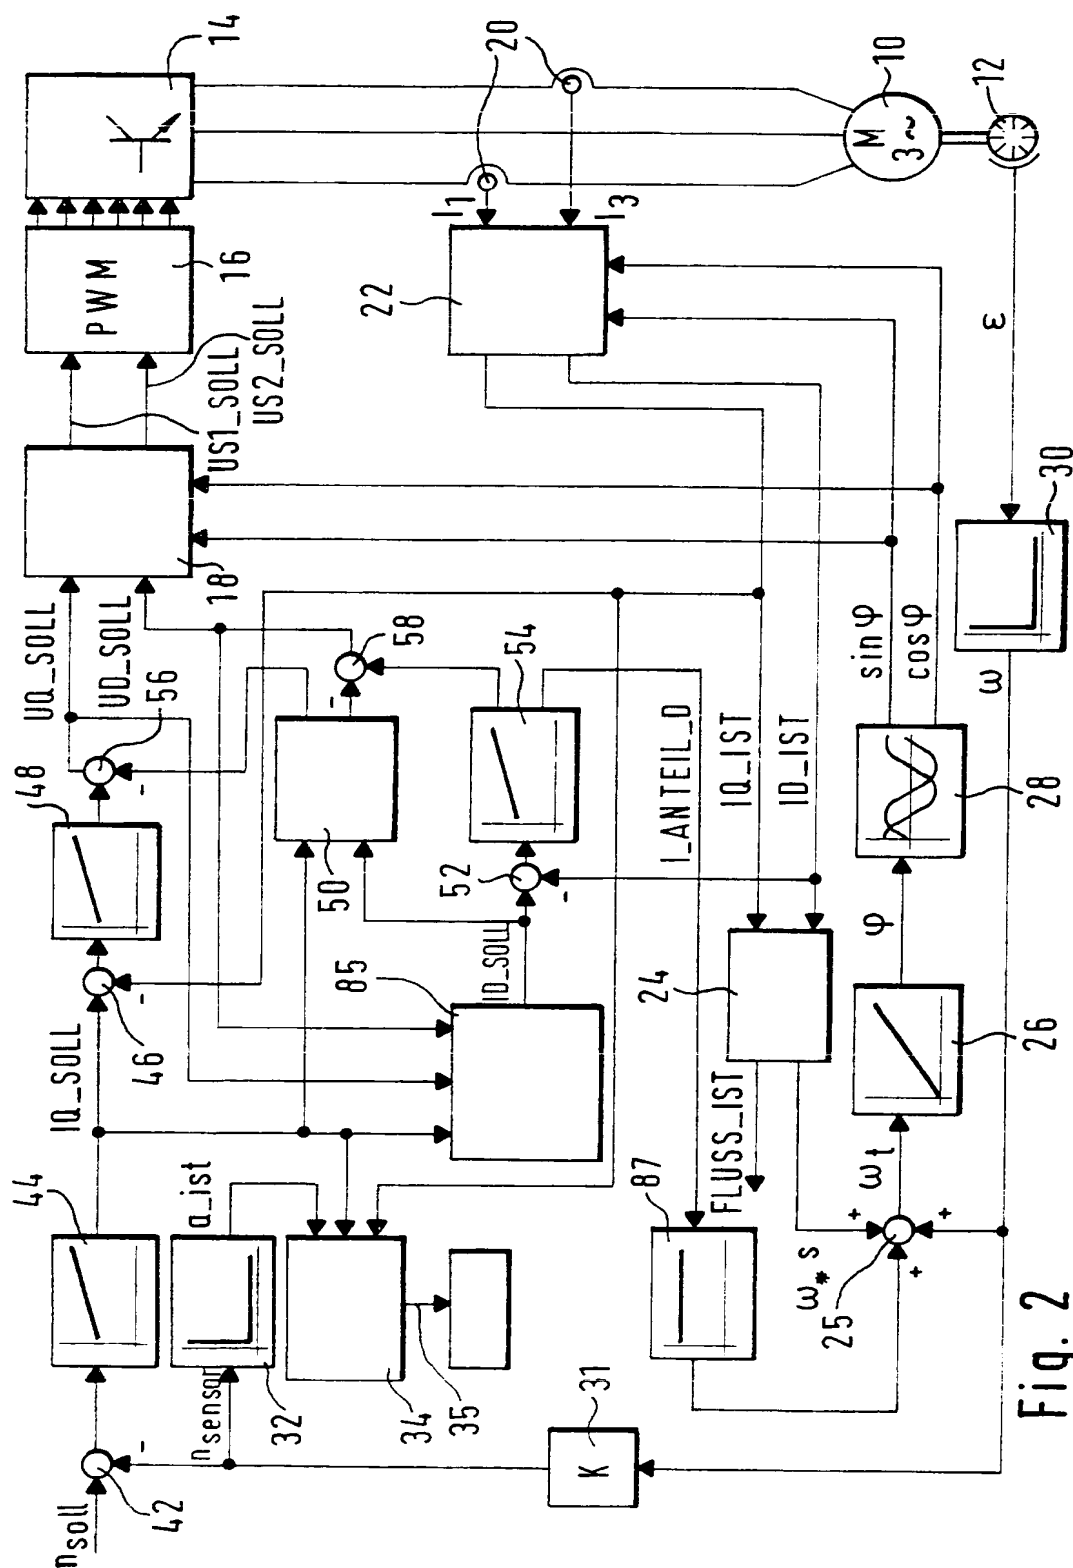 14
20
10
12
I1
I3
16
PWM
22
ε
US1_SOLL
US2_SOLL
30
18
UQ_SOLL
UD_SOLL
58
54
sinφ
cosφ
ω
56
48
50
52
I_ANTEIL_D
IQ_IST
ID_IST
28
φ
ID_SOLL
85
24
26
46
IQ_SOLL
a_ist
44
87
FLUSS_IST
ωt
ω*s
25
+
+
+
-
-
-
-
-
M
3~
nsensor
32
34
35
31
K
42
nsoll
Fig. 2